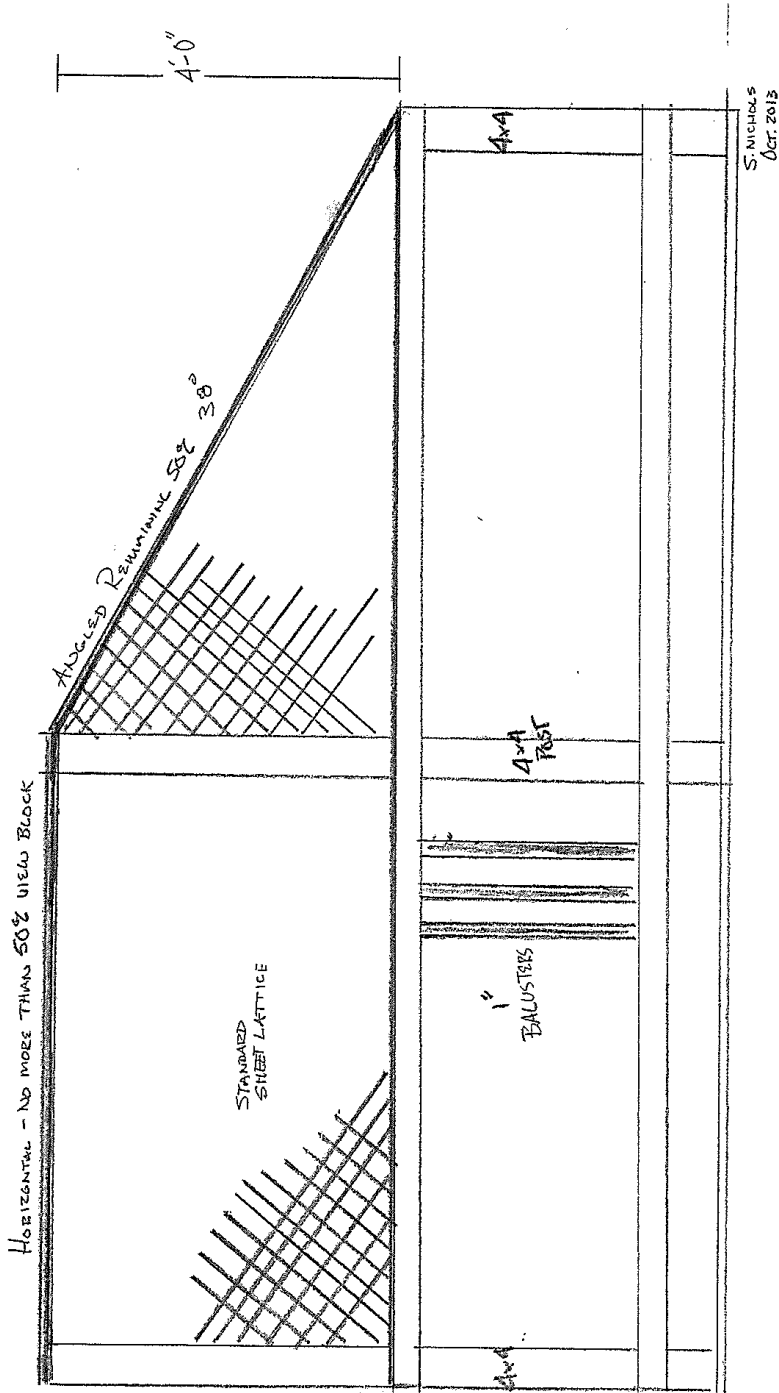 HORIZONTAL - NO MORE THAN 50% VIEW BLOCK
ANGLED REMAINING 50% 38°
4'-0"
STANDARD
SHEET LATTICE
4x4
1"
BALUSTERS
4x4
POST
4x4
S. NICHOLS
OCT. 2013